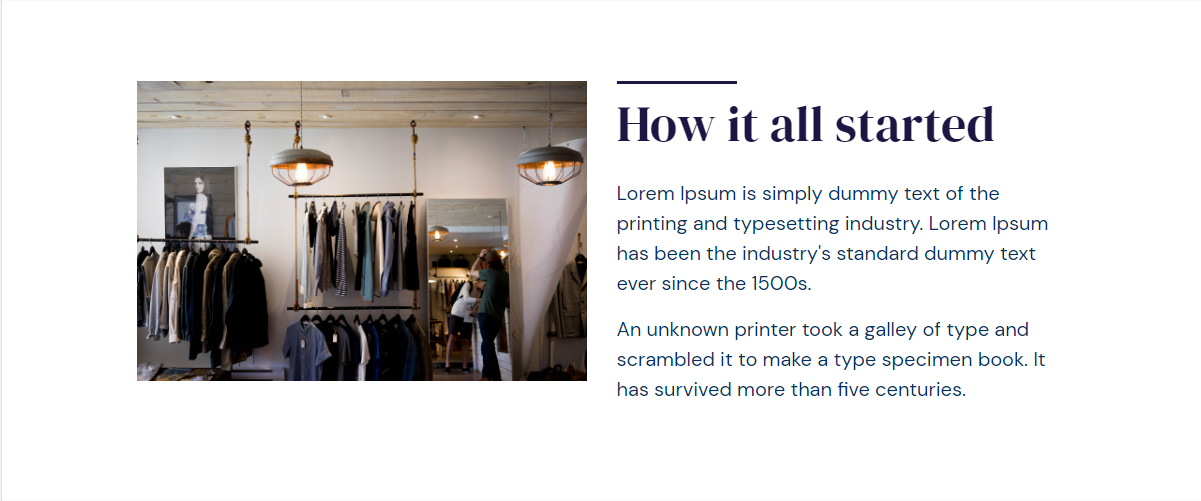 How it all started
Lorem Ipsum is simply dummy text of the
printing and typesetting industry. Lorem Ipsum
has been the industry's standard dummy text
ever since the 1500s.
An unknown printer took a galley of type and
scrambled it to make a type specimen book. It
has survived more than five centuries.